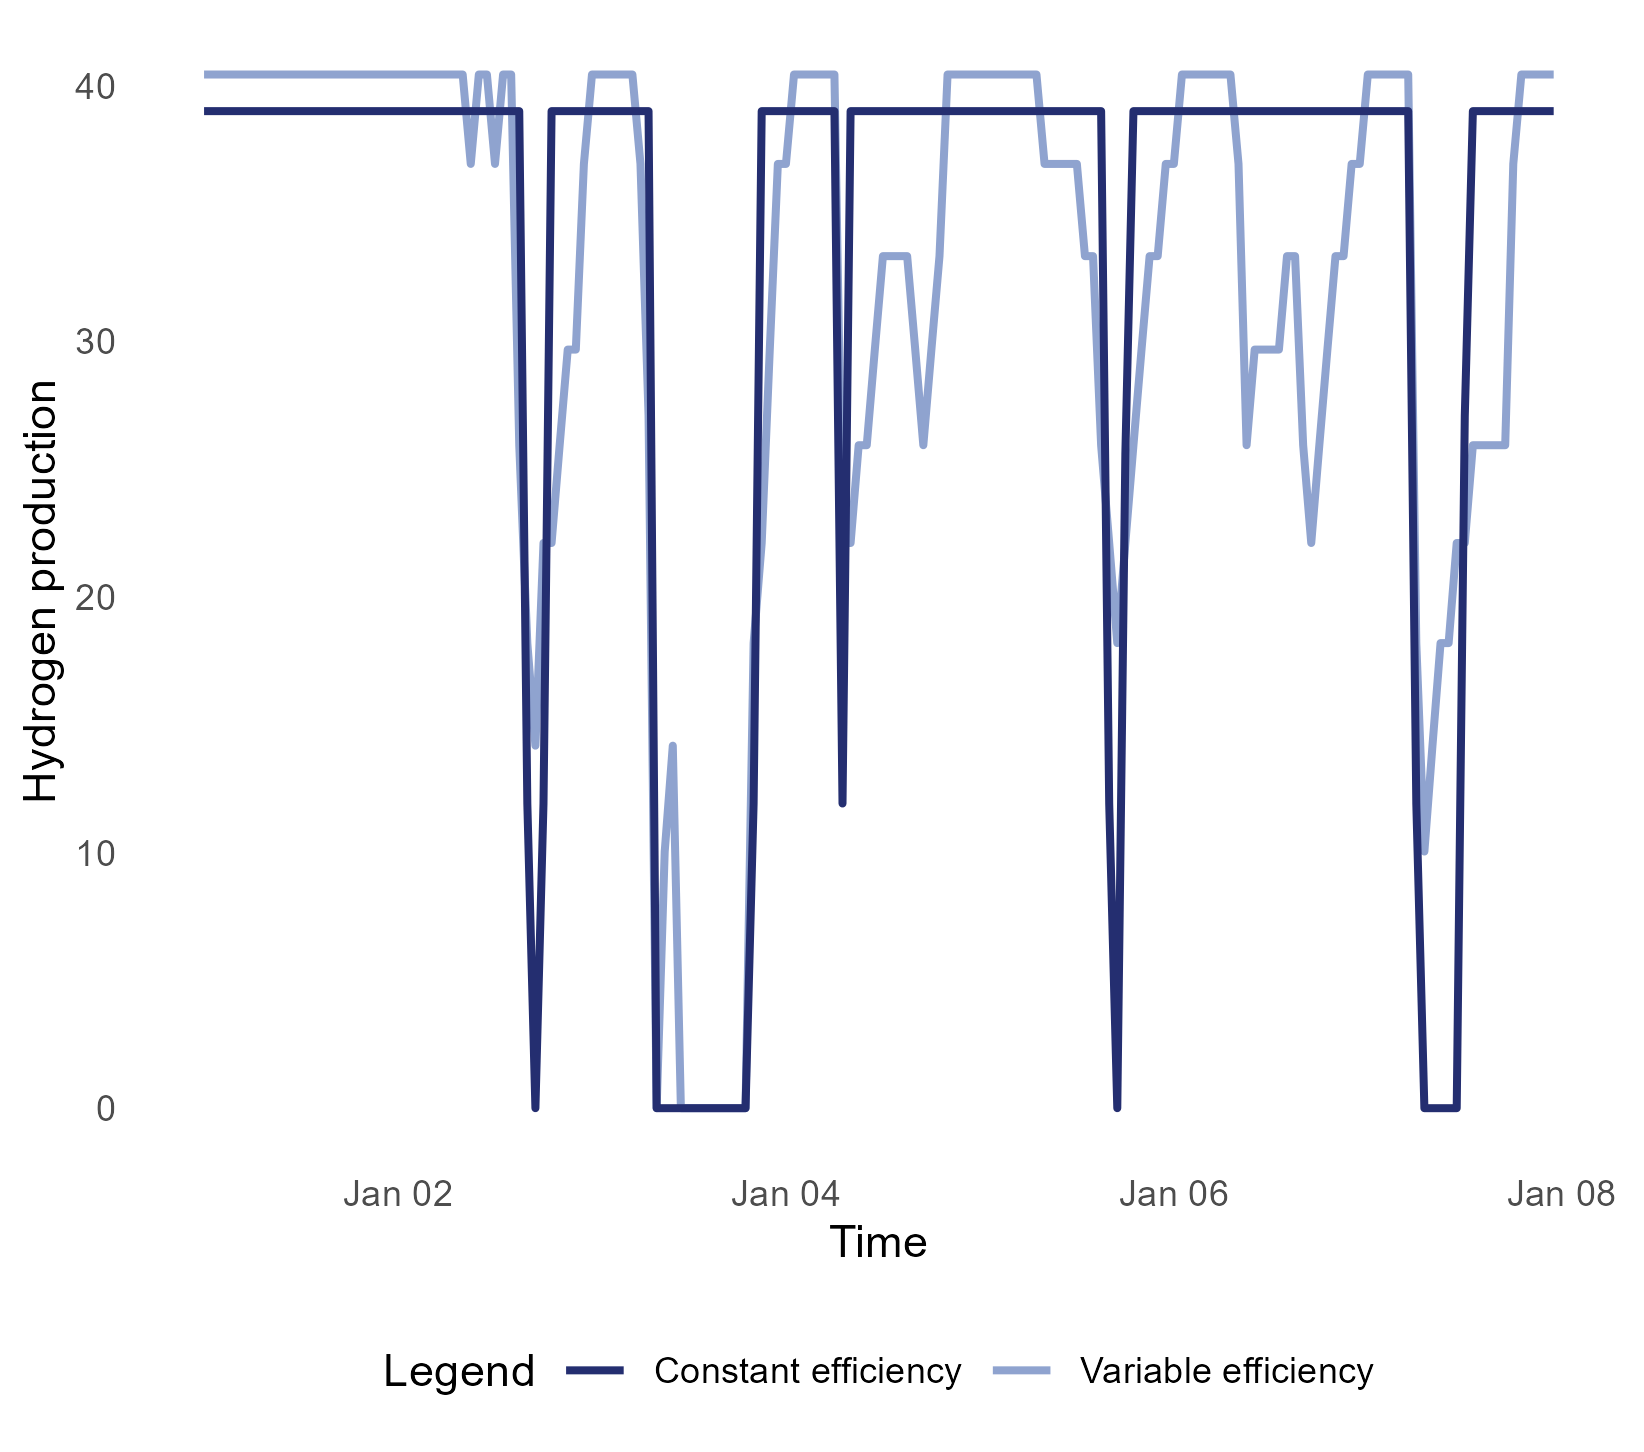 40
30
20
10
0
Hydrogen production
Jan 02
Jan 04
Jan 06
Jan 08
Time
Legend
Constant efficiency
Variable efficiency